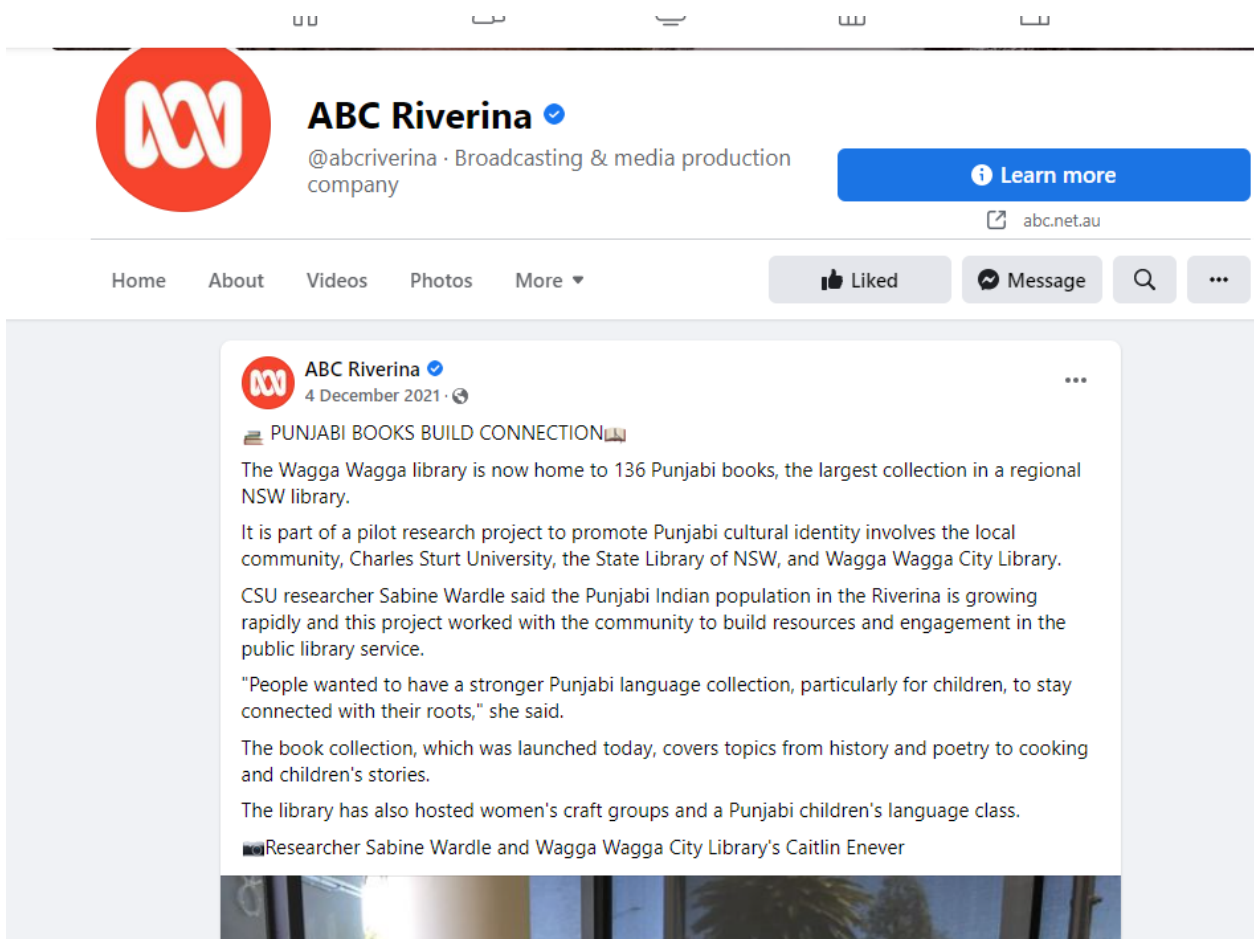 ABC Riverina
@abcriverina · Broadcasting & media production
company
Learn more
abc.net.au
Home About Videos Photos More
Liked Message
ABC Riverina
4 December 2021 ·
PUNJABI BOOKS BUILD CONNECTION
The Wagga Wagga library is now home to 136 Punjabi books, the largest collection in a regional
NSW library.
It is part of a pilot research project to promote Punjabi cultural identity involves the local
community, Charles Sturt University, the State Library of NSW, and Wagga Wagga City Library.
CSU researcher Sabine Wardle said the Punjabi Indian population in the Riverina is growing
rapidly and this project worked with the community to build resources and engagement in the
public library service.
"People wanted to have a stronger Punjabi language collection, particularly for children, to stay
connected with their roots," she said.
The book collection, which was launched today, covers topics from history and poetry to cooking
and children's stories.
The library has also hosted women's craft groups and a Punjabi children's language class.
Researcher Sabine Wardle and Wagga Wagga City Library's Caitlin Enever